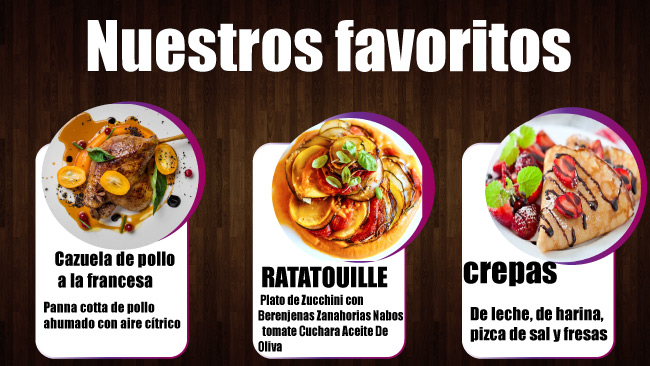 Nuestros favoritos
Cazuela de pollo
a la francesa
Panna cotta de pollo
ahumado con aire cítrico
RATATOUILLE
Plato de Zucchini con
Berenjenas Zanahorias Nabos
tomate Cuchara Aceite De
Oliva
crepas
De leche, de harina,
pizca de sal y fresas